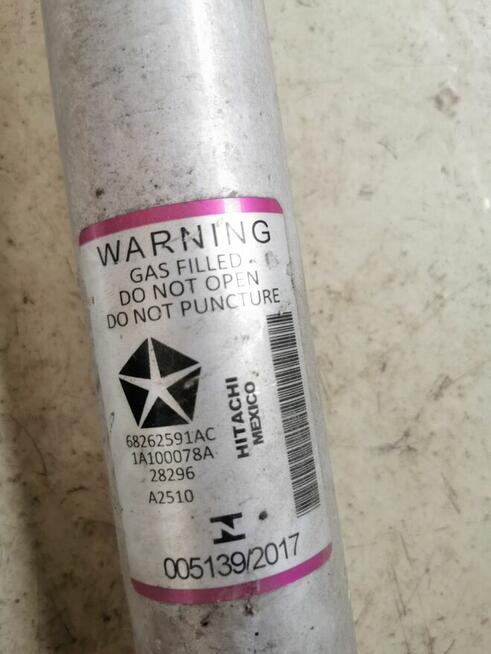 WARNING
GAS FILLED
DO NOT OPEN
DO NOT PUNCTURE
68262591AC
1A100078A
28296
A2510
HITACHI
MEXICO
005139/2017